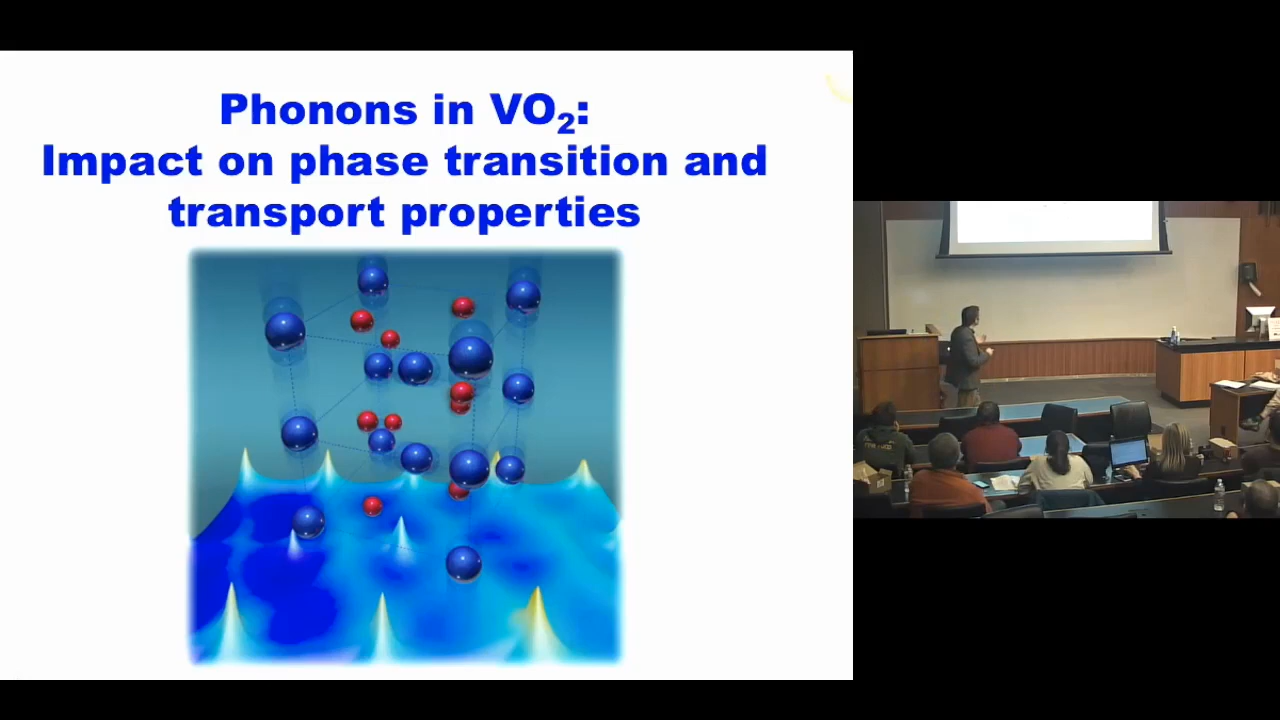 Phonons in VO₂:
Impact on phase transition and
transport properties